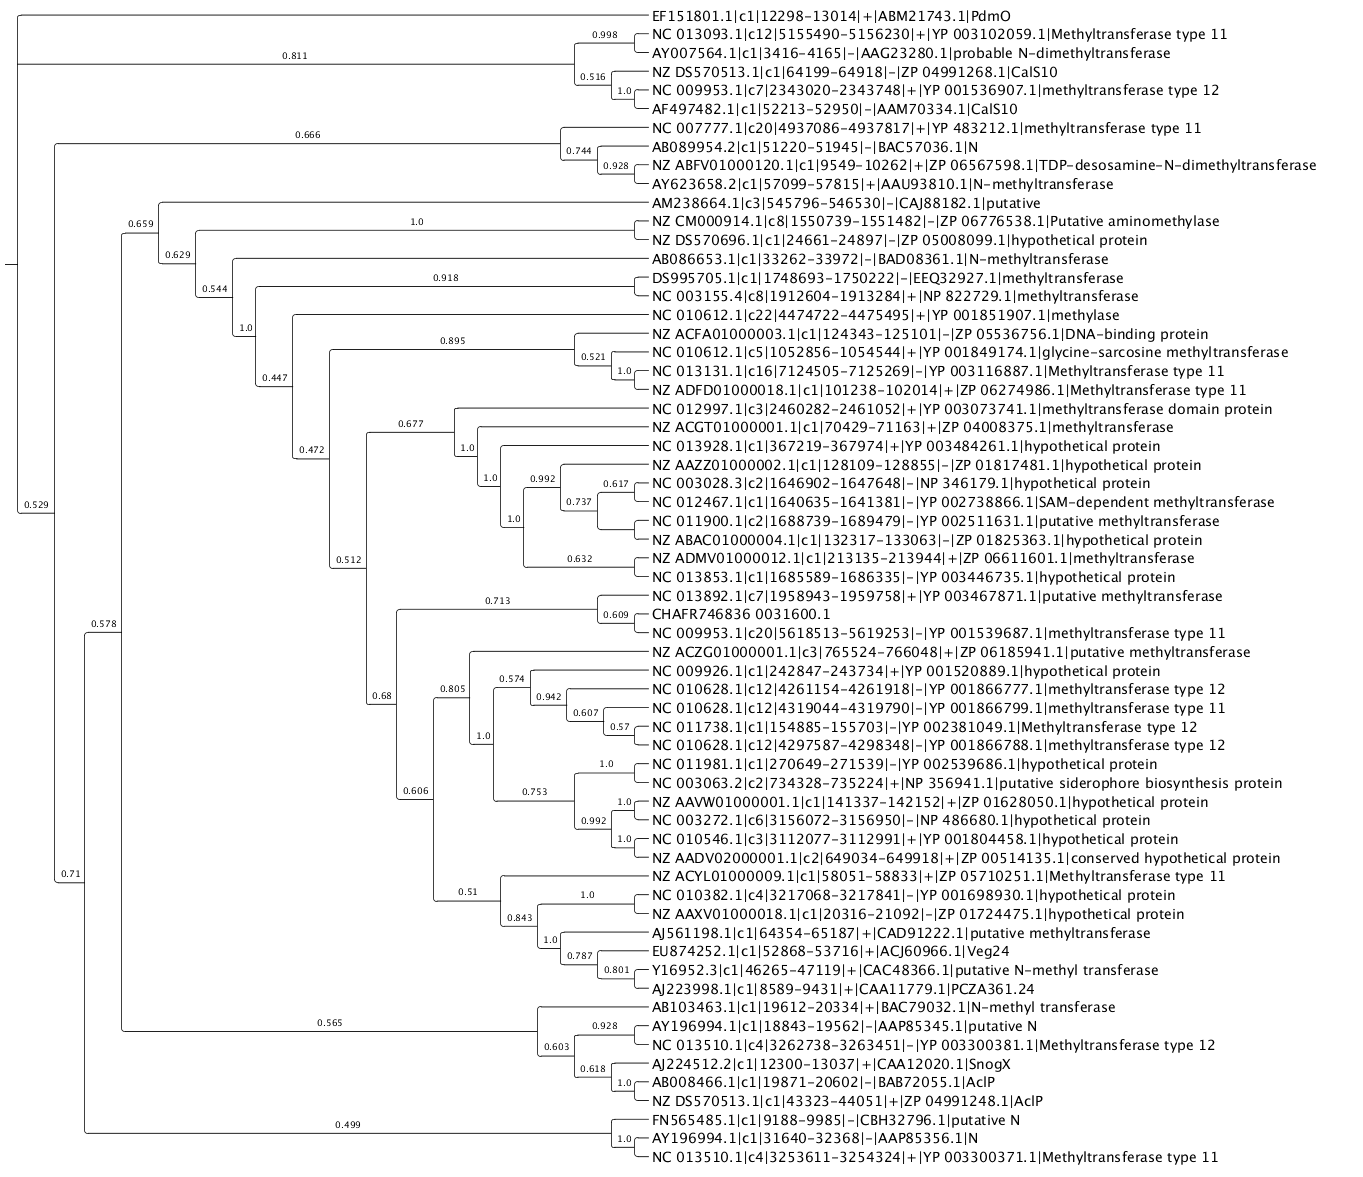 EF151801.1|c1|12298-13014|+|ABM21743.1|PdmO
0.998
NC 013093.1|c12|5155490-5156230|+|YP 003102059.1|Methyltransferase type 11
AY007564.1|c1|3416-4165|-|AAG23280.1|probable N-dimethyltransferase
0.811
NZ DS570513.1|c1|64199-64918|-|ZP 04991268.1|CalS10
0.516
NC 009953.1|c7|2343020-2343748|+|YP 001536907.1|methyltransferase type 12
1.0
AF497482.1|c1|52213-52950|-|AAM70334.1|CalS10
NC 007777.1|c20|4937086-4937817|+|YP 483212.1|methyltransferase type 11
0.666
AB089954.2|c1|51220-51945|-|BAC57036.1|N
0.744
NZ ABFV01000120.1|c1|9549-10262|+|ZP 06567598.1|TDP-desosamine-N-dimethyltransferase
0.928
AY623658.2|c1|57099-57815|+|AAU93810.1|N-methyltransferase
AM238664.1|c3|545796-546530|-|CAJ88182.1|putative
0.659
1.0
NZ CM000914.1|c8|1550739-1551482|-|ZP 06776538.1|Putative aminomethylase
NZ DS570696.1|c1|24661-24897|-|ZP 05008099.1|hypothetical protein
0.629
AB086653.1|c1|33262-33972|-|BAD08361.1|N-methyltransferase
0.918
DS995705.1|c1|1748693-1750222|-|EEQ32927.1|methyltransferase
0.544
NC 003155.4|c8|1912604-1913284|+|NP 822729.1|methyltransferase
NC 010612.1|c22|4474722-4475495|+|YP 001851907.1|methylase
1.0
NZ ACFA01000003.1|c1|124343-125101|-|ZP 05536756.1|DNA-binding protein
0.895
NC 010612.1|c5|1052856-1054544|+|YP 001849174.1|glycine-sarcosine methyltransferase
0.521
NC 013131.1|c16|7124505-7125269|-|YP 003116887.1|Methyltransferase type 11
1.0
0.447
NZ ADFD01000018.1|c1|101238-102014|+|ZP 06274986.1|Methyltransferase type 11
NC 012997.1|c3|2460282-2461052|+|YP 003073741.1|methyltransferase domain protein
0.677
NZ ACGT01000001.1|c1|70429-71163|+|ZP 04008375.1|methyltransferase
0.472
1.0
NC 013928.1|c1|367219-367974|+|YP 003484261.1|hypothetical protein
NZ AAZZ01000002.1|c1|128109-128855|-|ZP 01817481.1|hypothetical protein
1.0
0.992
0.617
NC 003028.3|c2|1646902-1647648|-|NP 346179.1|hypothetical protein
0.737
NC 012467.1|c1|1640635-1641381|-|YP 002738866.1|SAM-dependent methyltransferase
0.529
1.0
NC 011900.1|c2|1688739-1689479|-|YP 002511631.1|putative methyltransferase
NZ ABAC01000004.1|c1|132317-133063|-|ZP 01825363.1|hypothetical protein
0.512
0.632
NZ ADMV01000012.1|c1|213135-213944|+|ZP 06611601.1|methyltransferase
NC 013853.1|c1|1685589-1686335|-|YP 003446735.1|hypothetical protein
NC 013892.1|c7|1958943-1959758|+|YP 003467871.1|putative methyltransferase
0.713
CHAFR746836 0031600.1
0.609
0.578
NC 009953.1|c20|5618513-5619253|-|YP 001539687.1|methyltransferase type 11
NZ ACZG01000001.1|c3|765524-766048|+|ZP 06185941.1|putative methyltransferase
NC 009926.1|c1|242847-243734|+|YP 001520889.1|hypothetical protein
0.574
0.805
NC 010628.1|c12|4261154-4261918|-|YP 001866777.1|methyltransferase type 12
0.68
0.942
NC 010628.1|c12|4319044-4319790|-|YP 001866799.1|methyltransferase type 11
0.607
NC 011738.1|c1|154885-155703|-|YP 002381049.1|Methyltransferase type 12
0.57
1.0
NC 010628.1|c12|4297587-4298348|-|YP 001866788.1|methyltransferase type 12
1.0
NC 011981.1|c1|270649-271539|-|YP 002539686.1|hypothetical protein
NC 003063.2|c2|734328-735224|+|NP 356941.1|putative siderophore biosynthesis protein
0.606
0.753
1.0
NZ AAVW01000001.1|c1|141337-142152|+|ZP 01628050.1|hypothetical protein
0.992
NC 003272.1|c6|3156072-3156950|-|NP 486680.1|hypothetical protein
1.0
NC 010546.1|c3|3112077-3112991|+|YP 001804458.1|hypothetical protein
NZ AADV02000001.1|c2|649034-649918|+|ZP 00514135.1|conserved hypothetical protein
0.71
NZ ACYL01000009.1|c1|58051-58833|+|ZP 05710251.1|Methyltransferase type 11
0.51
1.0
NC 010382.1|c4|3217068-3217841|-|YP 001698930.1|hypothetical protein
0.843
NZ AAXV01000018.1|c1|20316-21092|-|ZP 01724475.1|hypothetical protein
AJ561198.1|c1|64354-65187|+|CAD91222.1|putative methyltransferase
1.0
EU874252.1|c1|52868-53716|+|ACJ60966.1|Veg24
0.787
Y16952.3|c1|46265-47119|+|CAC48366.1|putative N-methyl transferase
0.801
AJ223998.1|c1|8589-9431|+|CAA11779.1|PCZA361.24
AB103463.1|c1|19612-20334|+|BAC79032.1|N-methyl transferase
0.565
0.928
AY196994.1|c1|18843-19562|-|AAP85345.1|putative N
0.603
NC 013510.1|c4|3262738-3263451|-|YP 003300381.1|Methyltransferase type 12
AJ224512.2|c1|12300-13037|+|CAA12020.1|SnogX
0.618
AB008466.1|c1|19871-20602|-|BAB72055.1|AclP
1.0
NZ DS570513.1|c1|43323-44051|+|ZP 04991248.1|AclP
FN565485.1|c1|9188-9985|-|CBH32796.1|putative N
0.499
AY196994.1|c1|31640-32368|-|AAP85356.1|N
1.0
NC 013510.1|c4|3253611-3254324|+|YP 003300371.1|Methyltransferase type 11